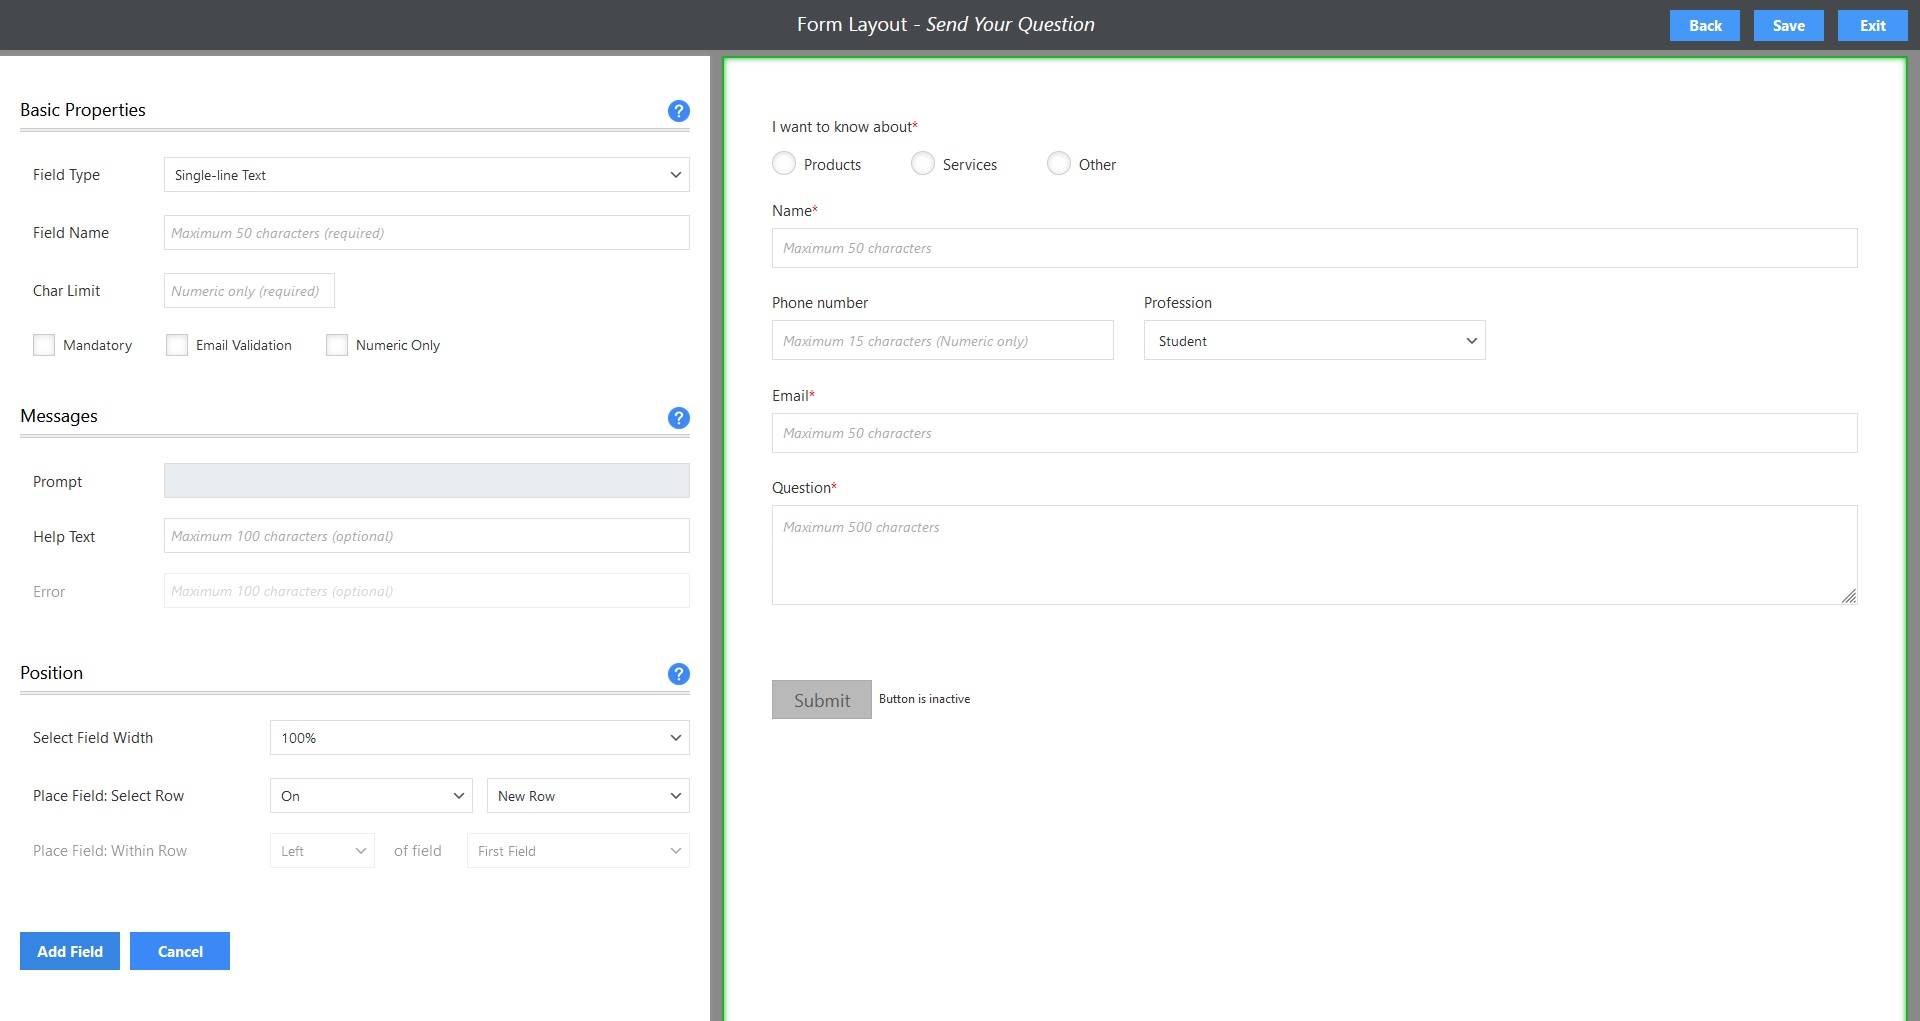 Form Layout - Send Your Question
Back Save Exit
Basic Properties ?
Field Type Single-line Text
Field Name Maximum 50 characters (required)
Char Limit Numeric only (required)
Mandatory Email Validation Numeric Only
Messages ?
Prompt
Help Text Maximum 100 characters (optional)
Error Maximum 100 characters (optional)
Position ?
Select Field Width 100%
Place Field: Select Row On New Row
Place Field: Within Row Left of field First Field
Add Field Cancel
I want to know about*
Products Services Other
Name*
Maximum 50 characters
Phone number Profession
Maximum 15 characters (Numeric only) Student
Email*
Maximum 50 characters
Question*
Maximum 500 characters
Submit Button is inactive